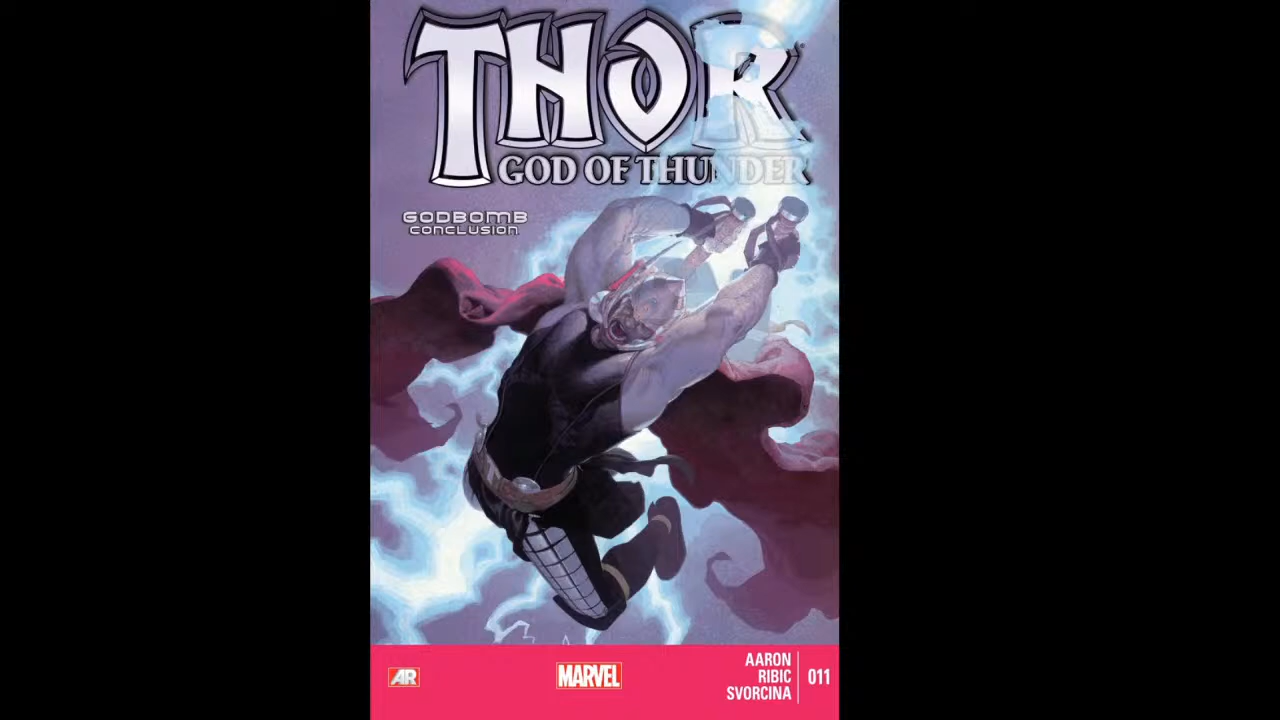 THOR
GOD OF THUNDER
GODBOMB
CONCLUSION
AR
MARVEL
AARON
RIBIC
SVORCINA
011